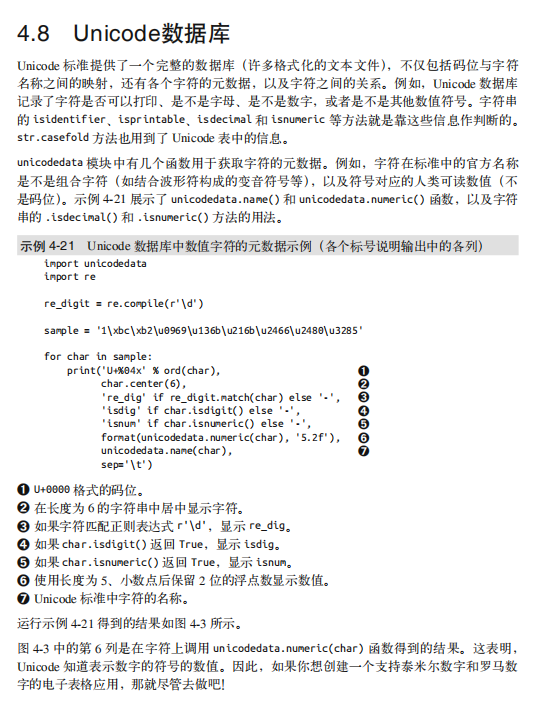 4.8 Unicode数据库
Unicode 标准提供了一个完整的数据库（许多格式化的文本文件），不仅包括码位与字符
名称之间的映射，还有各个字符的元数据，以及字符之间的关系。例如，Unicode 数据库
记录了字符是否可以打印、是不是字母、是不是数字，或者是不是其他数值符号。字符串
的 isidentifier、isprintable、isdecimal 和 isnumeric 等方法就是靠这些信息作判断的。
str.casefold 方法也用到了 Unicode 表中的信息。
unicodedata 模块中有几个函数用于获取字符的元数据。例如，字符在标准中的官方名称
是不是组合字符（如结合波形符构成的变音符号等），以及符号对应的人类可读数值（不
是码位）。示例 4-21 展示了 unicodedata.name() 和 unicodedata.numeric() 函数，以及字符
串的 .isdecimal() 和 .isnumeric() 方法的用法。
示例 4-21 Unicode 数据库中数值字符的元数据示例（各个标号说明输出中的各列）
import unicodedata
import re
re_digit = re.compile(r'\d')
sample = '1\xbc\xb2\u0969\u136b\u216b\u2466\u2480\u3285'
for char in sample:
print('U+%04x' % ord(char), ❶
char.center(6), ❷
're_dig' if re_digit.match(char) else '-', ❸
'isdig' if char.isdigit() else '-', ❹
'isnum' if char.isnumeric() else '-', ❺
format(unicodedata.numeric(char), '5.2f'), ❻
unicodedata.name(char), ❼
sep='\t')
❶ U+0000 格式的码位。
❷ 在长度为 6 的字符串中居中显示字符。
❸ 如果字符匹配正则表达式 r'\d'，显示 re_dig。
❹ 如果 char.isdigit() 返回 True，显示 isdig。
❺ 如果 char.isnumeric() 返回 True，显示 isnum。
❻ 使用长度为 5、小数点后保留 2 位的浮点数显示数值。
❼ Unicode 标准中字符的名称。
运行示例 4-21 得到的结果如图 4-3 所示。
图 4-3 中的第 6 列是在字符上调用 unicodedata.numeric(char) 函数得到的结果。这表明，
Unicode 知道表示数字的符号的数值。因此，如果你想创建一个支持泰米尔数字和罗马数
字的电子表格应用，那就尽管去做吧！